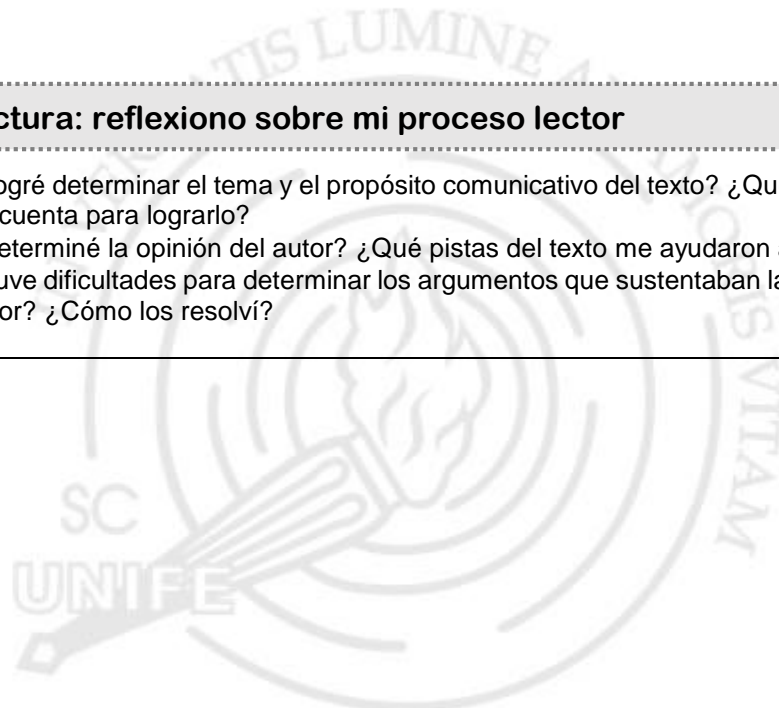 ctura: reflexiono sobre mi proceso lector
ogré determinar el tema y el propósito comunicativo del texto? ¿Qu
cuenta para lograrlo?
eterminé la opinión del autor? ¿Qué pistas del texto me ayudaron a
uve dificultades para determinar los argumentos que sustentaban la
or? ¿Cómo los resolví?
TIS LUMINE
VITAM
SC
UNIFE